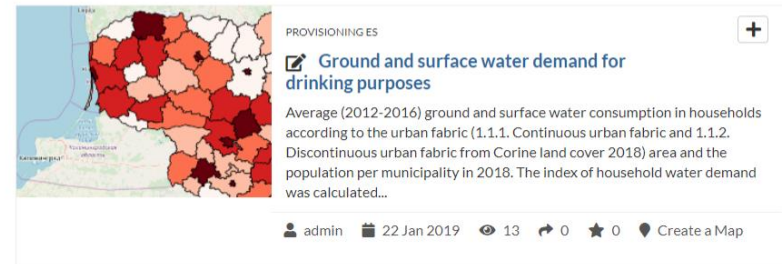 PROVISIONING ES
Ground and surface water demand for
drinking purposes
Average (2012-2016) ground and surface water consumption in households
according to the urban fabric (1.1.1. Continuous urban fabric and 1.1.2.
Discontinuous urban fabric from Corine land cover 2018) area and the
population per municipality in 2018. The index of household water demand
was calculated...
admin 22 Jan 2019 13 0 0 Create a Map